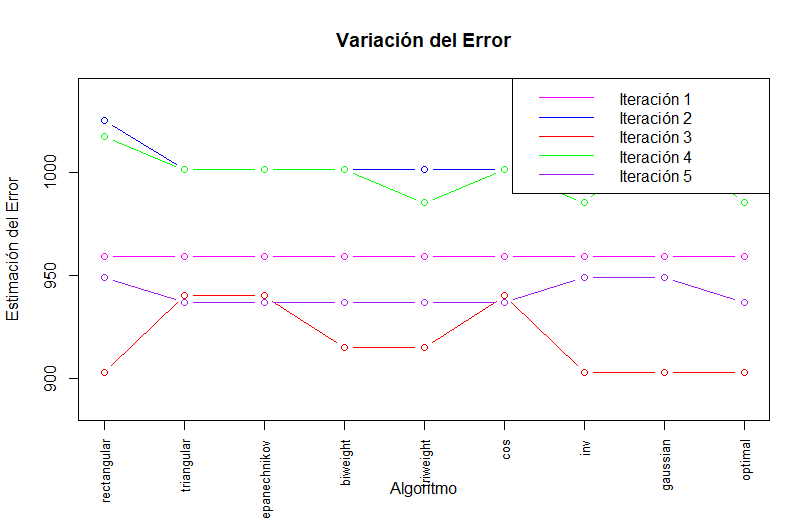 Variación del Error
Iteración 1
Iteración 2
Iteración 3
Iteración 4
Iteración 5
Estimación del Error
1000
950
900
rectangular
triangular
epanechnikov
biweight
triweight
cos
inv
gaussian
optimal
Algoritmo